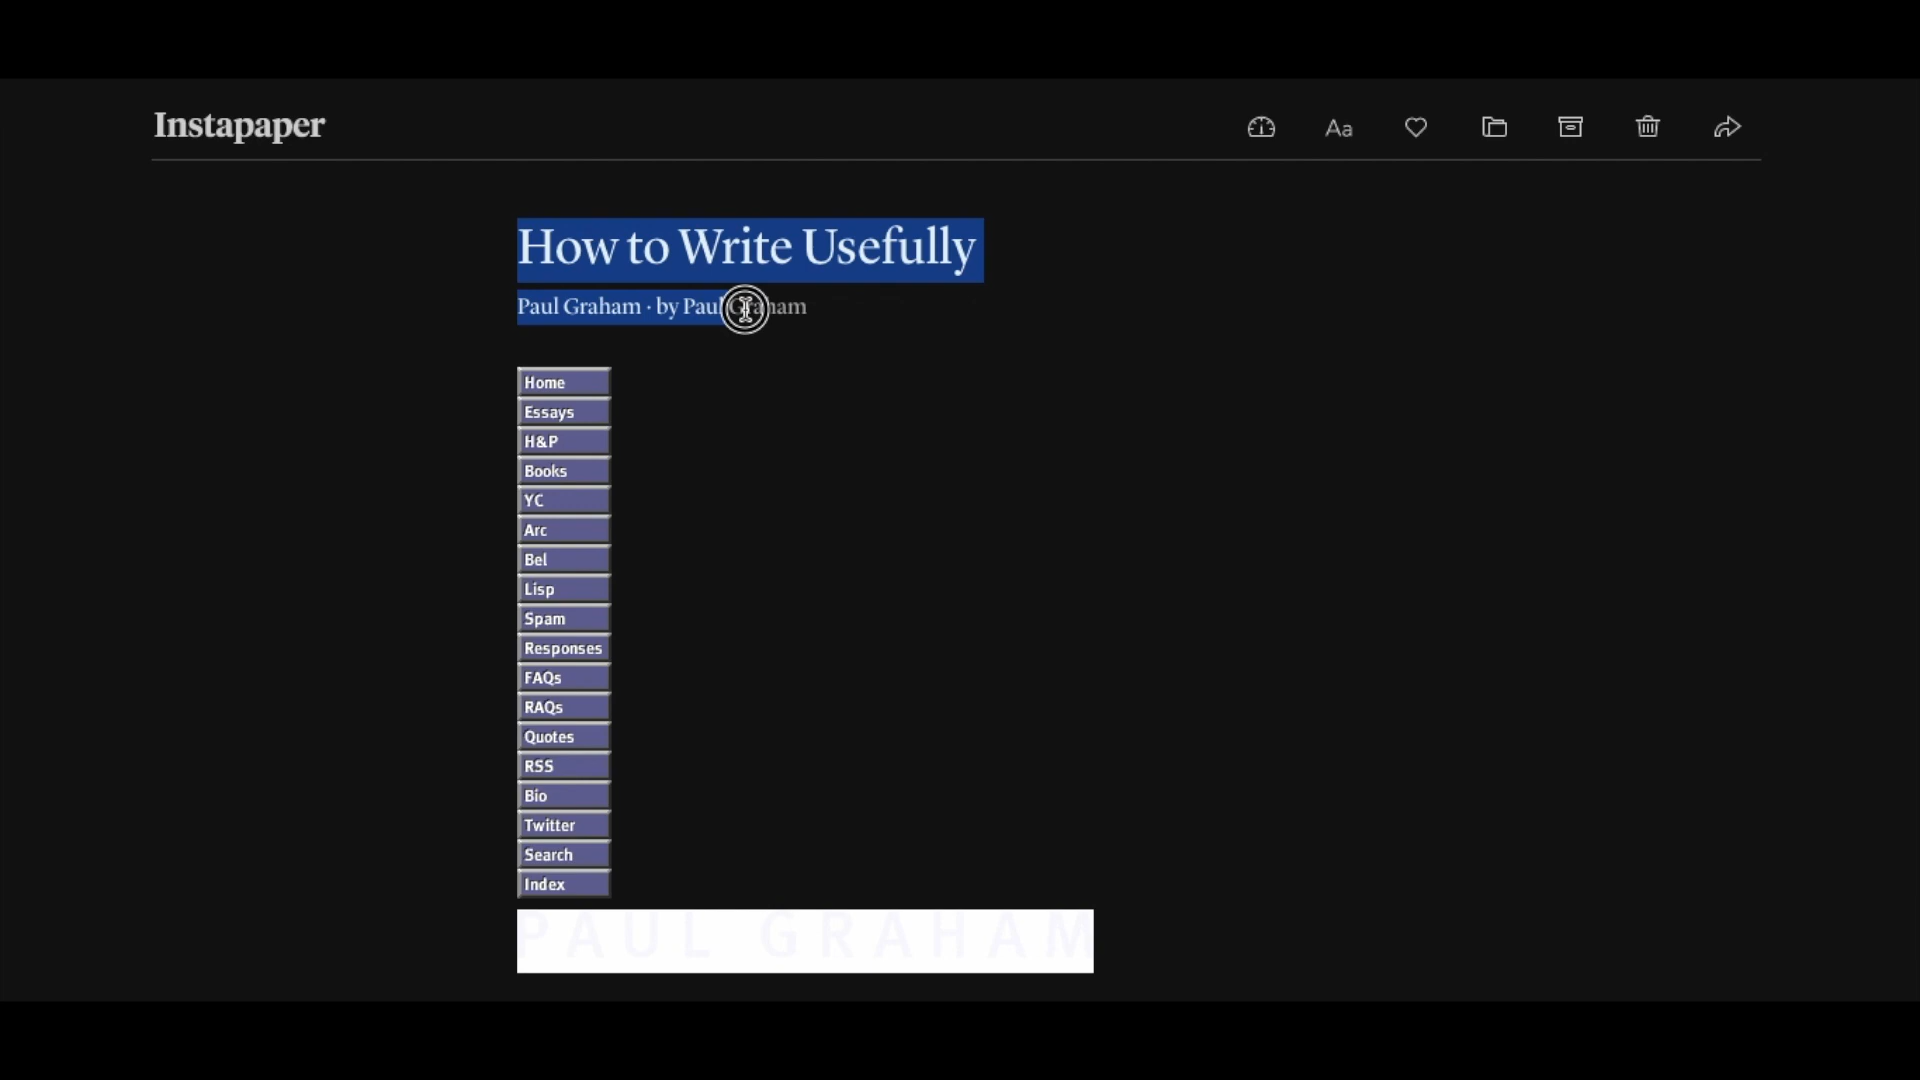 Instapaper
Aa
How to Write Usefully
Paul Graham · by Paul Graham
Home
Essays
H&P
Books
YC
Arc
Bel
Lisp
Spam
Responses
FAQs
RAQs
Quotes
RSS
Bio
Twitter
Search
Index
PAUL GRAHAM